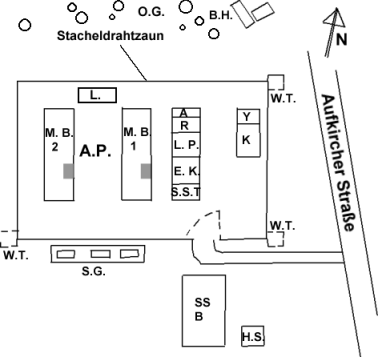 O.G.
B.H.
Stacheldrahtzaun
N
L.
W.T.
A
Y
M. B.
2
A.P.
M. B.
1
R
L. P.
K
E. K.
S.S.T
Aufkircher Straße
W.T.
W.T.
S.G.
SS
B
H.S.